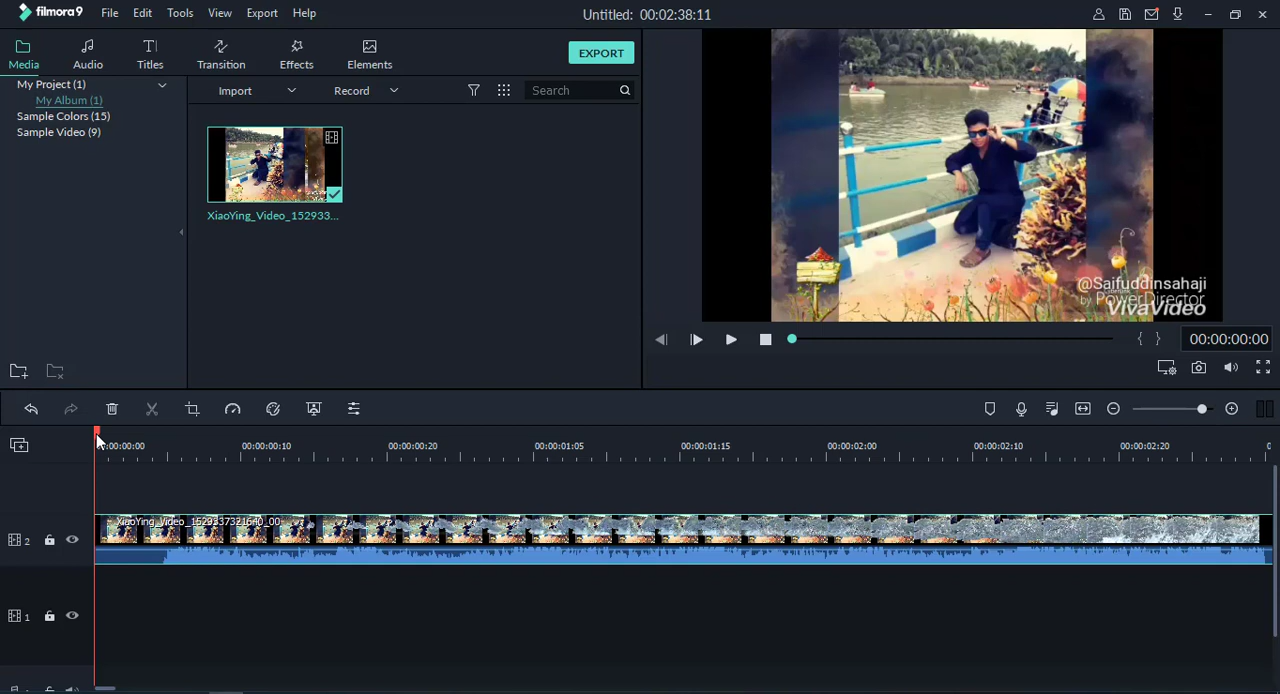 filmora9 File Edit Tools View Export Help Untitled: 00:02:38:11
Media Audio Titles Transition Effects Elements EXPORT
My Project (1)
My Album (1)
Sample Colors (15)
Sample Video (9)
Import Record Search
XiaoYing_Video_152933...
@Saifuddinsahaji
by PowerDirector
VivaVideo
{ } 00:00:00:00
:00:00:00 00:00:00:10 00:00:00:20 00:00:01:05 00:00:01:15 00:00:02:00 00:00:02:10 00:00:02:20 0
2
1